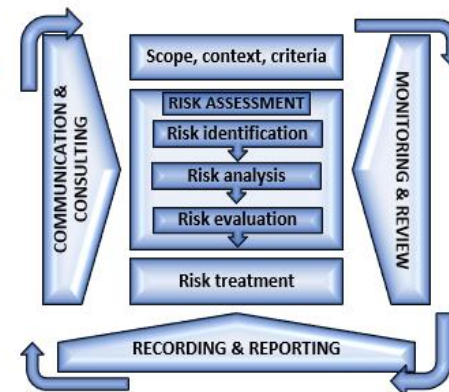 Scope, context, criteria
COMMUNICATION &
CONSULTING
RISK ASSESSMENT
Risk identification
Risk analysis
Risk evaluation
Risk treatment
MONITORING & REVIEW
RECORDING & REPORTING